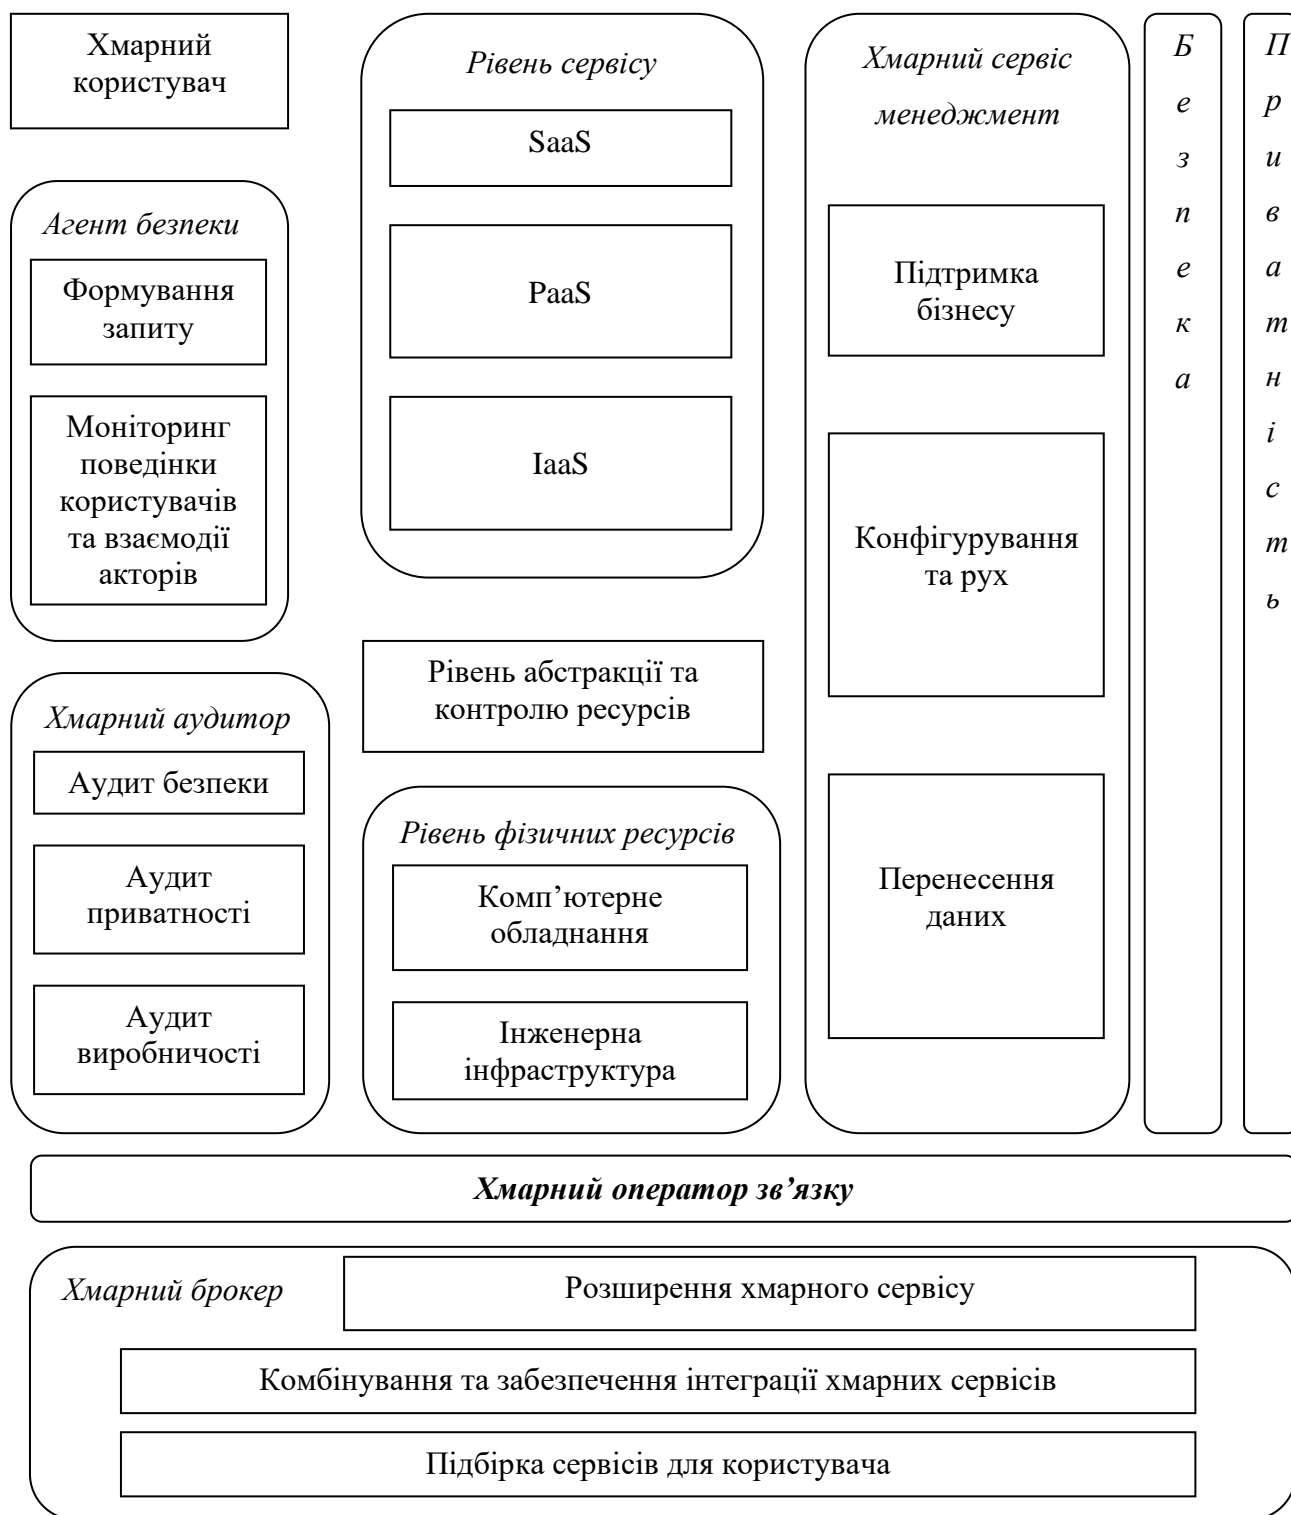 Хмарний
користувач
Агент безпеки
Формування
запиту
Моніторинг
поведінки
користувачів
та взаємодії
акторів
Хмарний аудитор
Аудит безпеки
Аудит
приватності
Аудит
виробничості
Рівень сервісу
SaaS
PaaS
IaaS
Рівень абстракції та
контролю ресурсів
Рівень фізичних ресурсів
Комп’ютерне
обладнання
Інженерна
інфраструктура
Хмарний сервіс
менеджмент
Підтримка
бізнесу
Конфігурування
та рух
Перенесення
даних
Безпека
Приватність
Хмарний оператор зв’язку
Хмарний брокер
Розширення хмарного сервісу
Комбінування та забезпечення інтеграції хмарних сервісів
Підбірка сервісів для користувача